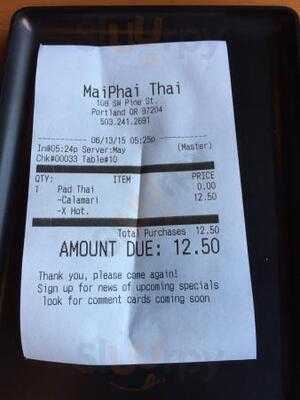 MaiPhai Thai
108 SW Pine St.
Portland OR 97204
503.241.2691
06/13/15 05:25p
In@05:24p Server:May (Master)
Chk#00033 Table#10
QTY: ITEM PRICE
1 Pad Thai 0.00
-Calamari 12.50
-X Hot.
Total Purchases 12.50
AMOUNT DUE: 12.50
Thank you, please come again!
Sign up for news of upcoming specials
look for comment cards coming soon